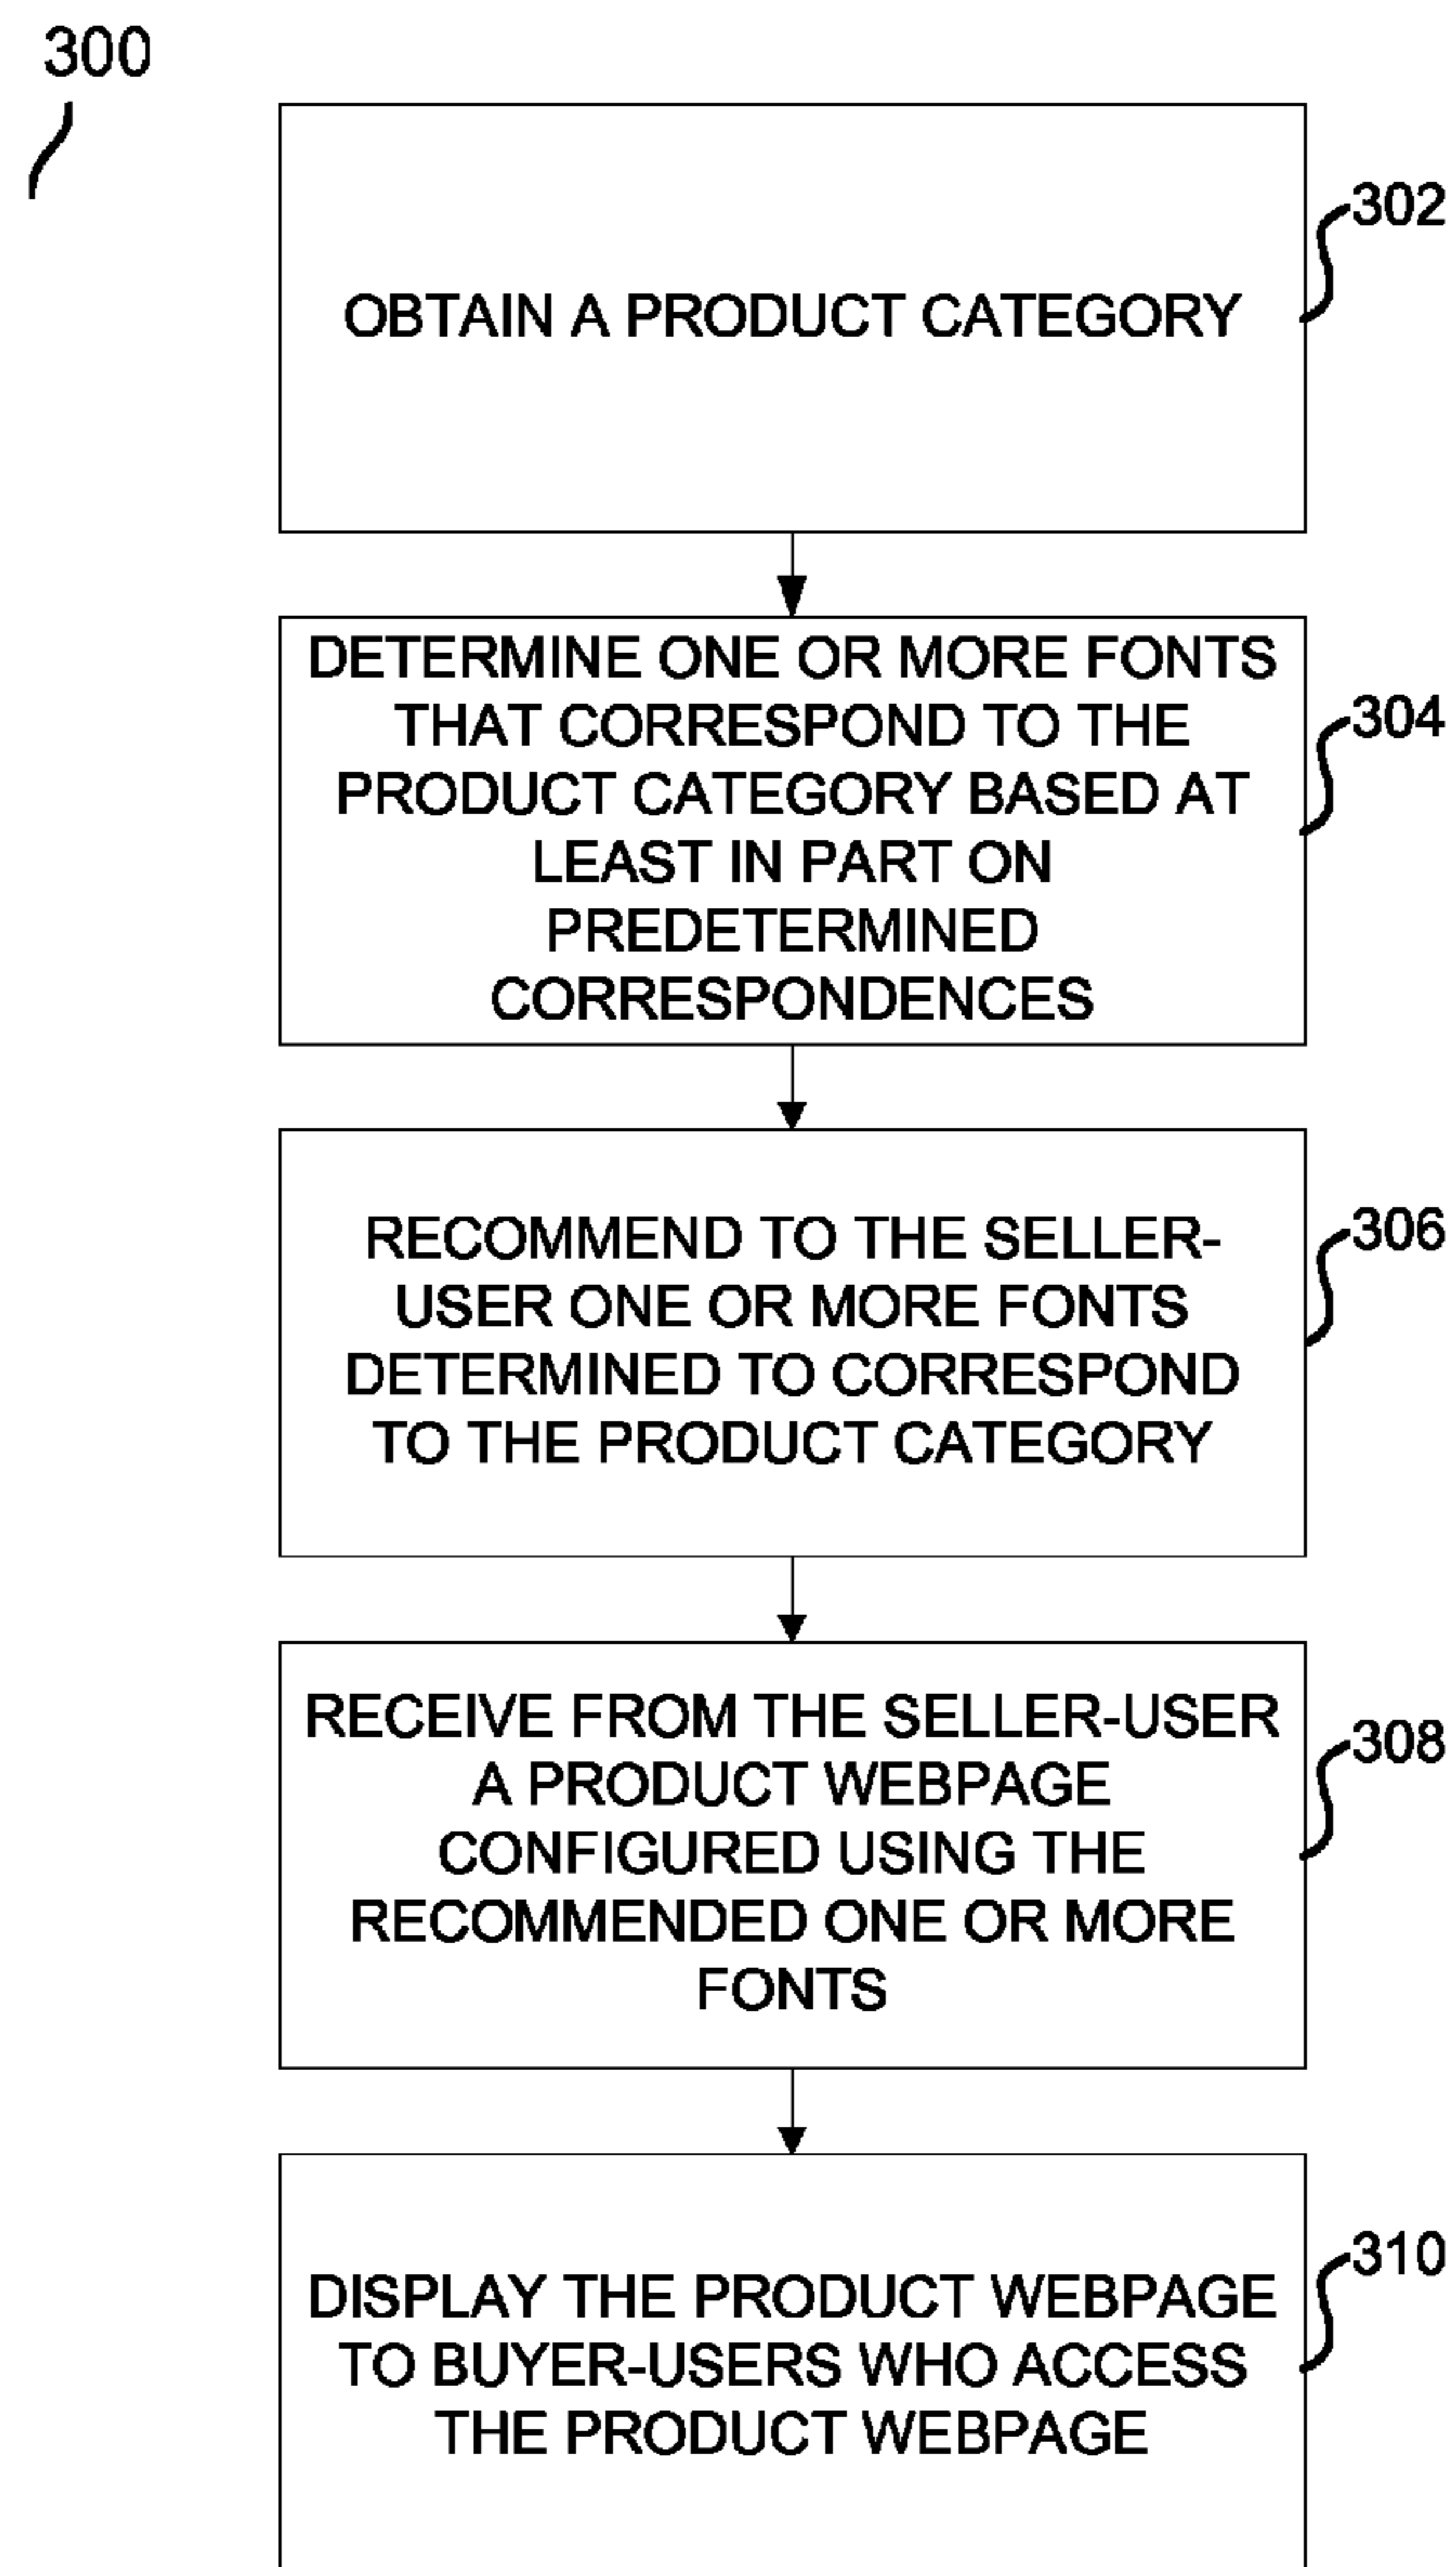 300
OBTAIN A PRODUCT CATEGORY
302
DETERMINE ONE OR MORE FONTS
THAT CORRESPOND TO THE
PRODUCT CATEGORY BASED AT
LEAST IN PART ON
PREDETERMINED
CORRESPONDENCES
304
RECOMMEND TO THE SELLER-
USER ONE OR MORE FONTS
DETERMINED TO CORRESPOND
TO THE PRODUCT CATEGORY
306
RECEIVE FROM THE SELLER-USER
A PRODUCT WEBPAGE
CONFIGURED USING THE
RECOMMENDED ONE OR MORE
FONTS
308
DISPLAY THE PRODUCT WEBPAGE
TO BUYER-USERS WHO ACCESS
THE PRODUCT WEBPAGE
310